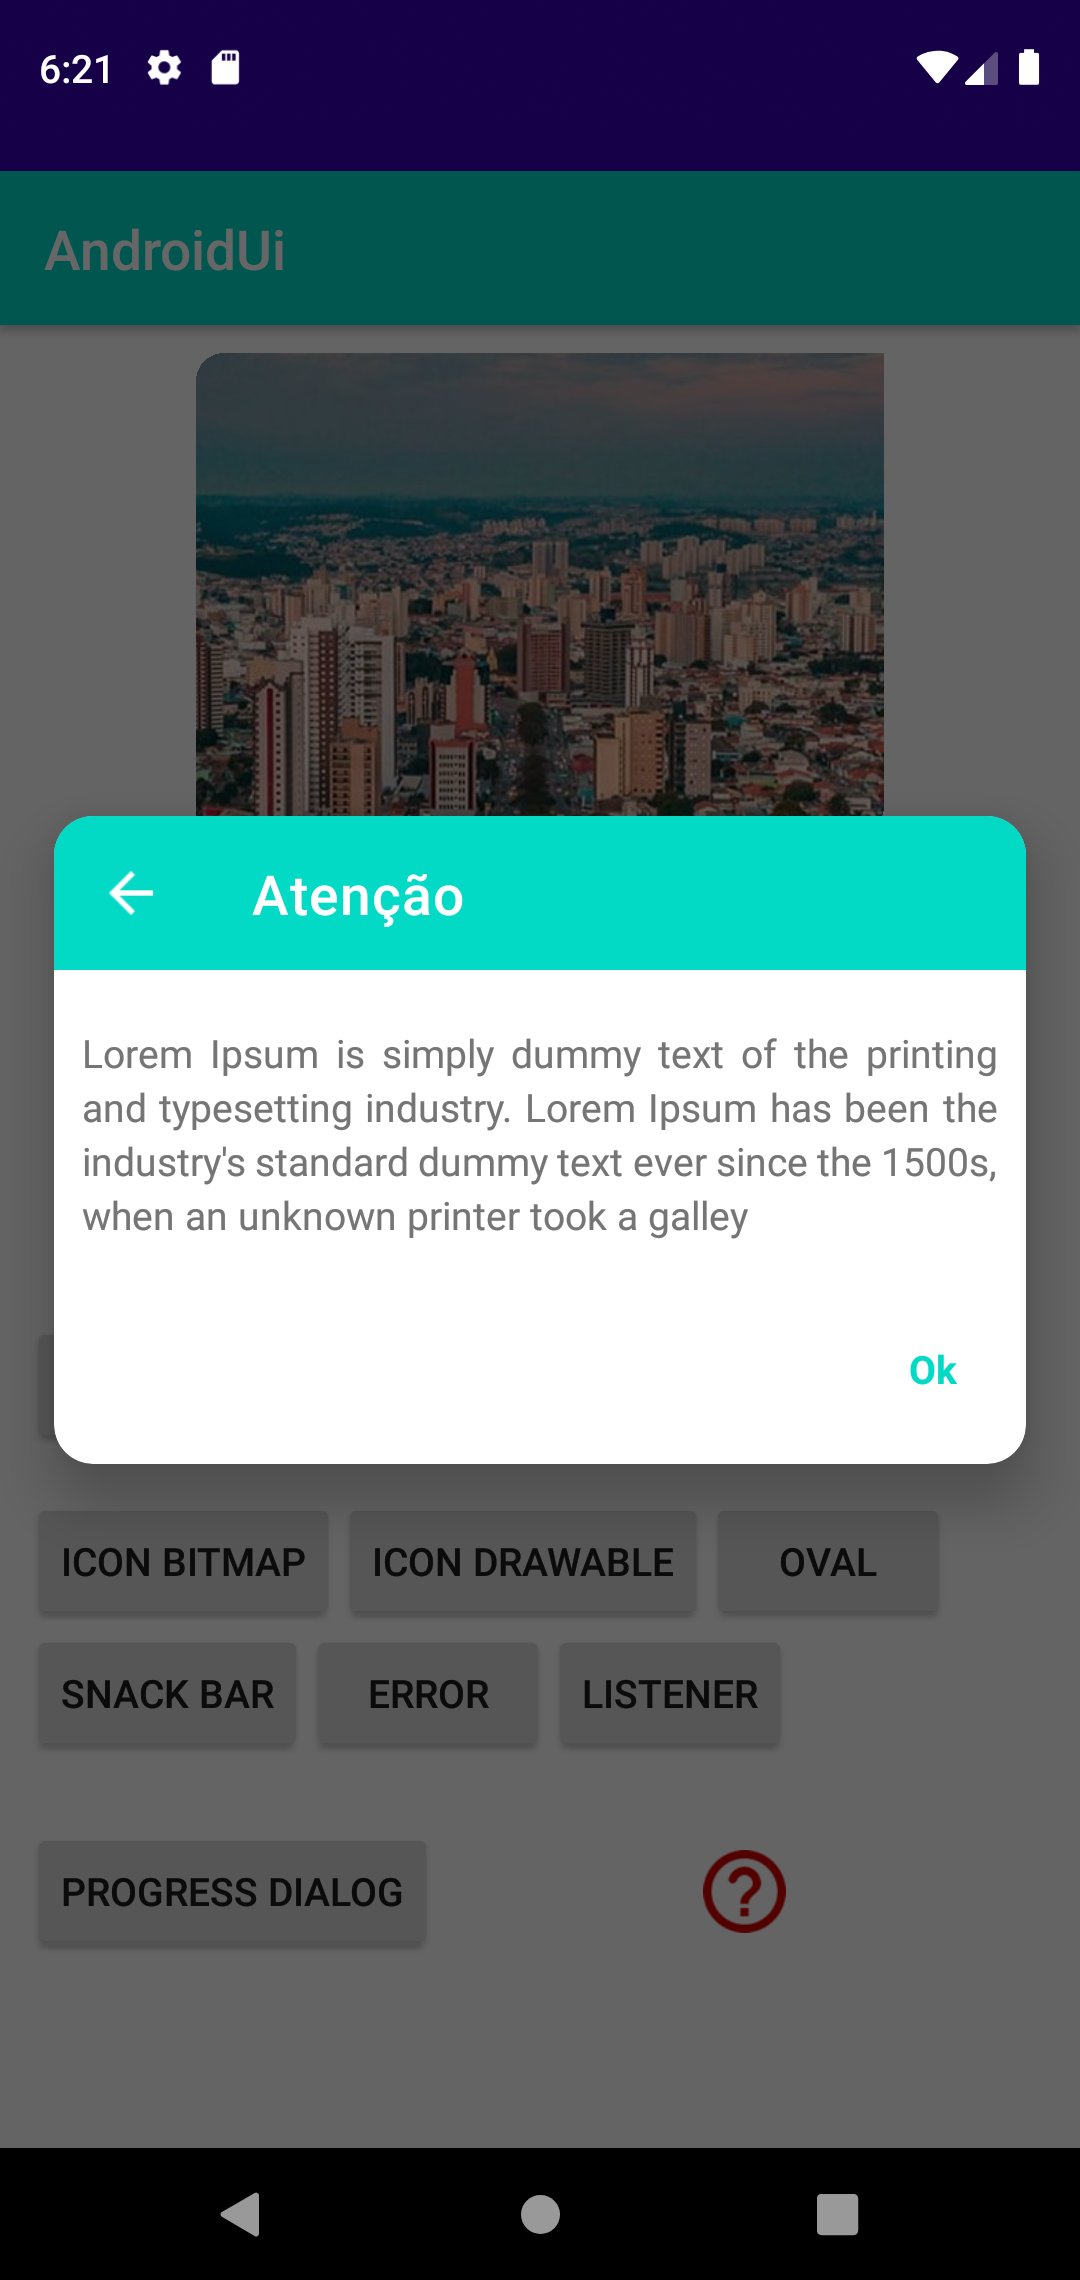 6:21
AndroidUi
Atenção
Lorem Ipsum is simply dummy text of the printing
and typesetting industry. Lorem Ipsum has been the
industry's standard dummy text ever since the 1500s,
when an unknown printer took a galley
Ok
ICON BITMAP
ICON DRAWABLE
OVAL
SNACK BAR
ERROR
LISTENER
PROGRESS DIALOG